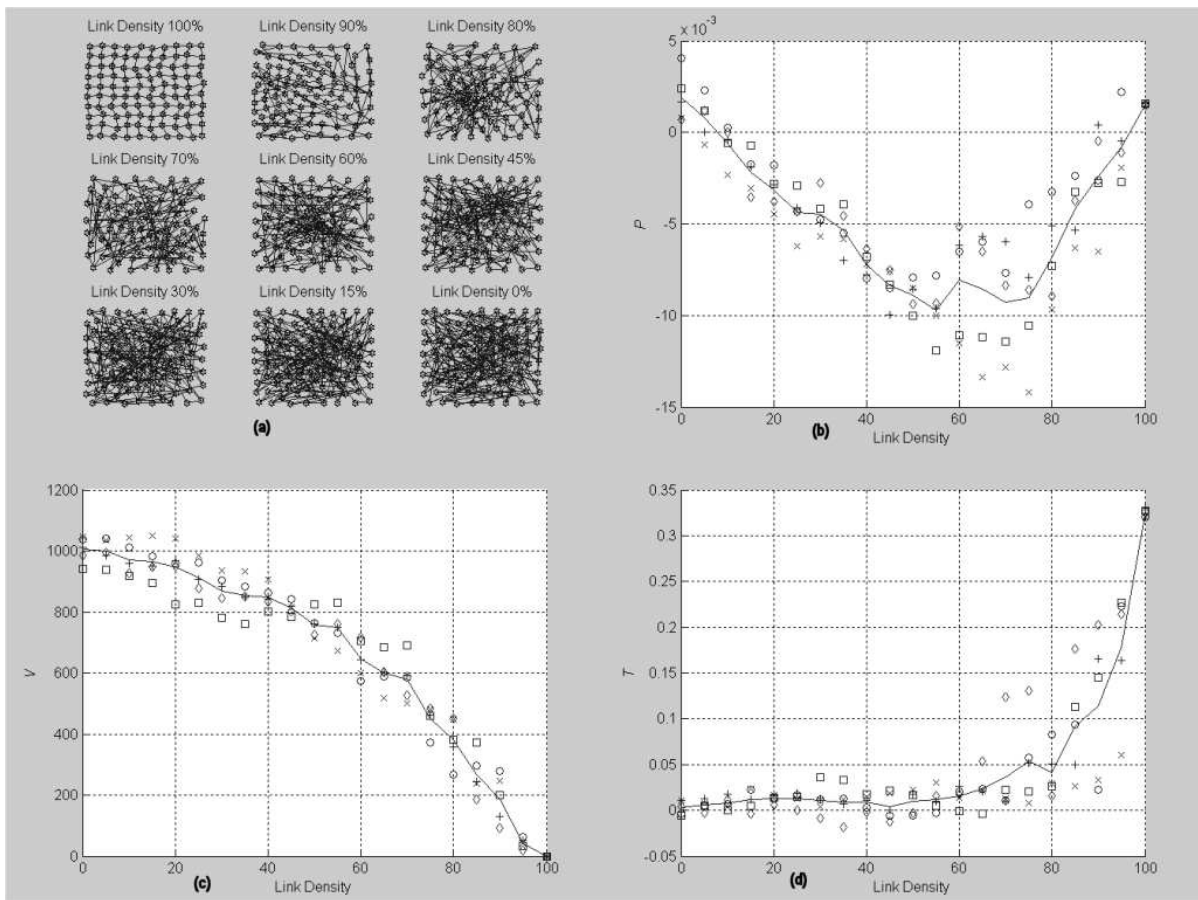 Link Density 100% Link Density 90% Link Density 80%
Link Density 70% Link Density 60% Link Density 45%
Link Density 30% Link Density 15% Link Density 0%
(a)
× 10⁻³
5
0
-5
-10
-15
P
0 20 40 60 80 100
(b)
Link Density
1200
1000
800
600
400
200
0
V
0 20 40 60 80 100
(c) Link Density
0.35
0.3
0.25
0.2
0.15
0.1
0.05
0
-0.05
T
0 20 40 60 80 100
(d)
Link Density